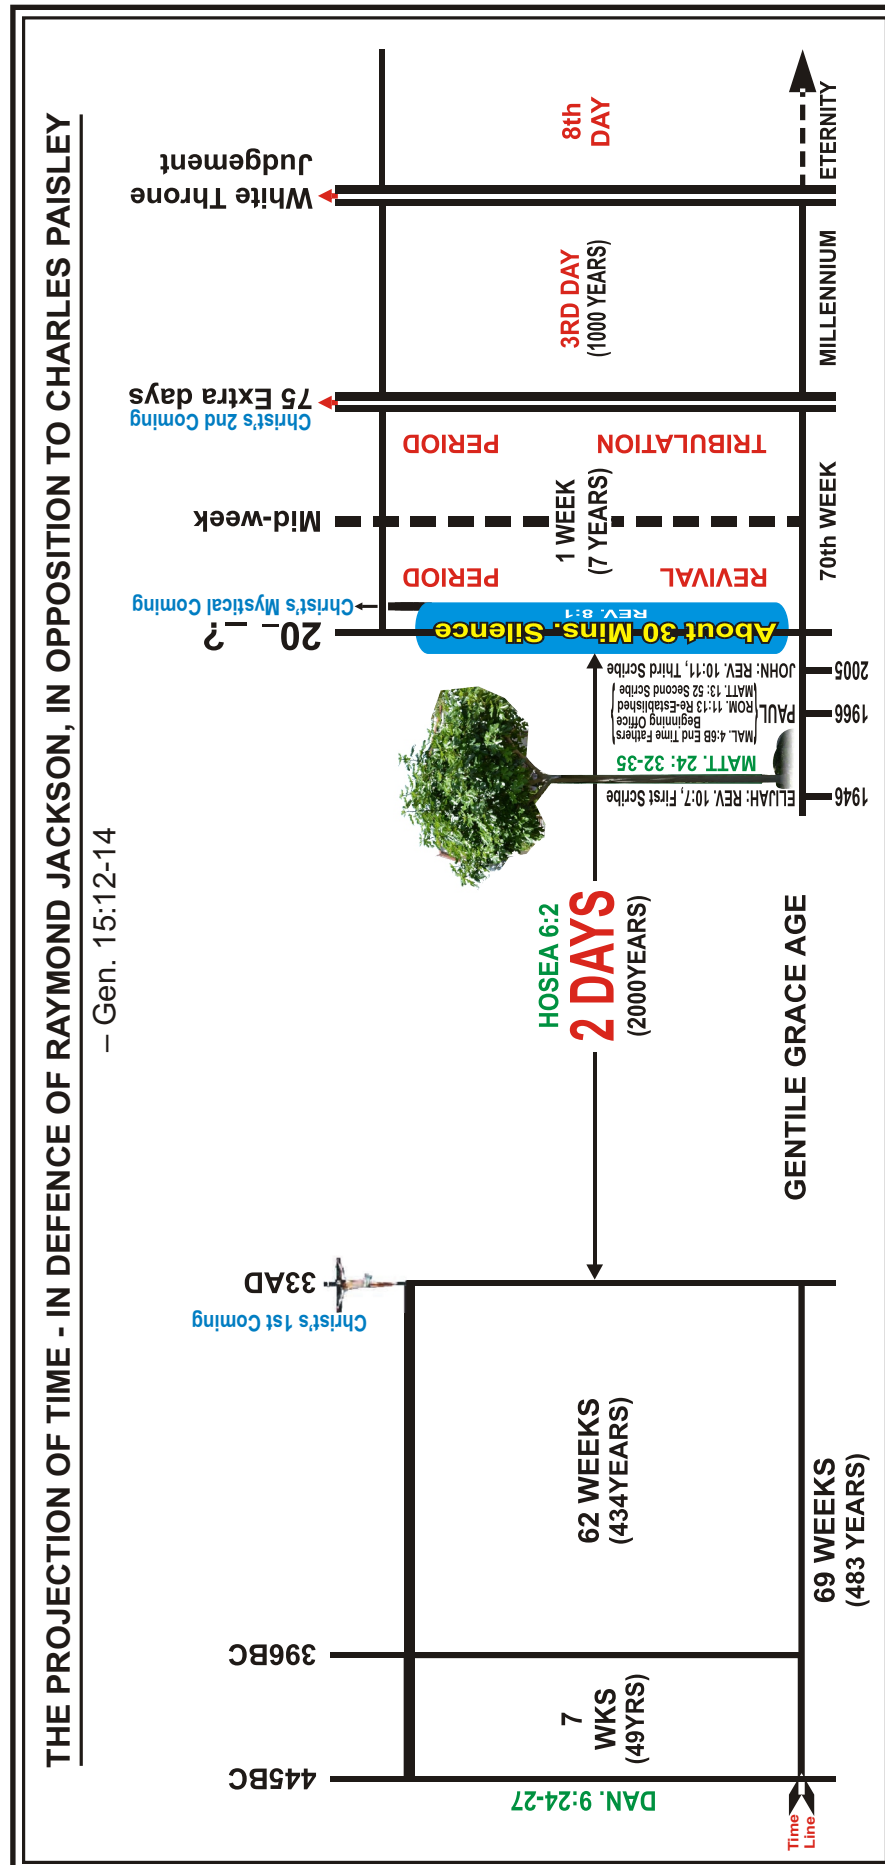 THE PROJECTION OF TIME - IN DEFENCE OF RAYMOND JACKSON, IN OPPOSITION TO CHARLES PAISLEY
– Gen. 15:12-14
445BC
396BC
Christ's 1st Coming
33AD
20_ _?
Christ's Mystical Coming
Mid-week
Christ's 2nd Coming
75 Extra days
White Throne
Judgement
DAN. 9:24-27
7
WKS
(49YRS)
62 WEEKS
(434YEARS)
69 WEEKS
(483 YEARS)
HOSEA 6:2
2 DAYS
(2000YEARS)
GENTILE GRACE AGE
MATT. 24: 32-35
ELIJAH: REV. 10:7, First Scribe
PAUL
MAL. 4:6B End Time Fathers
Beginning Office
ROM. 11:13 Re-Established
MATT. 13: 52 Second Scribe
JOHN: REV. 10:11, Third Scribe
1946
1966
2005
About 30 Mins. Silence
REV. 8:1
REVIVAL PERIOD
1 WEEK
(7 YEARS)
TRIBULATION PERIOD
70th WEEK
3RD DAY
(1000 YEARS)
MILLENNIUM
8th
DAY
ETERNITY
Time
Line